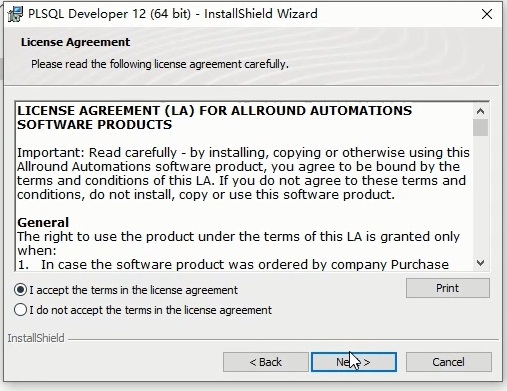 PLSQL Developer 12 (64 bit) - InstallShield Wizard
License Agreement
Please read the following license agreement carefully.
LICENSE AGREEMENT (LA) FOR ALLROUND AUTOMATIONS
SOFTWARE PRODUCTS
Important: Read carefully - by installing, copying or otherwise using this
Allround Automations software product, you agree to be bound by the
terms and conditions of this LA. If you do not agree to these terms and
conditions, do not install, copy or use this software product.
General
The right to use the product under the terms of this LA is granted only
when:
1. In case the software product was ordered by company Purchase
I accept the terms in the license agreement
Print
I do not accept the terms in the license agreement
InstallShield
< Back
Next >
Cancel